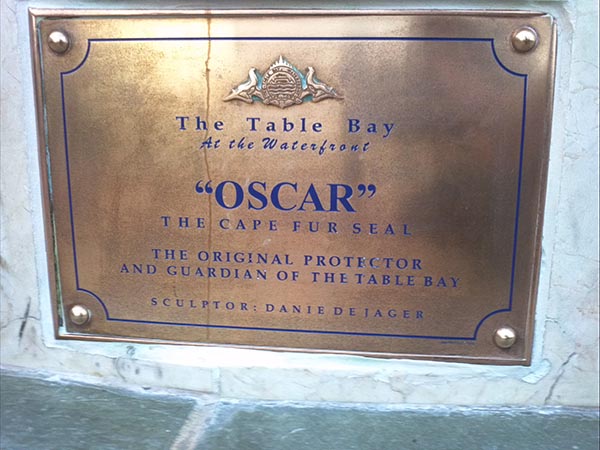 The Table Bay
At the Waterfront
“OSCAR”
THE CAPE FUR SEAL
THE ORIGINAL PROTECTOR
AND GUARDIAN OF THE TABLE BAY
SCULPTOR: DANIE DE JAGER